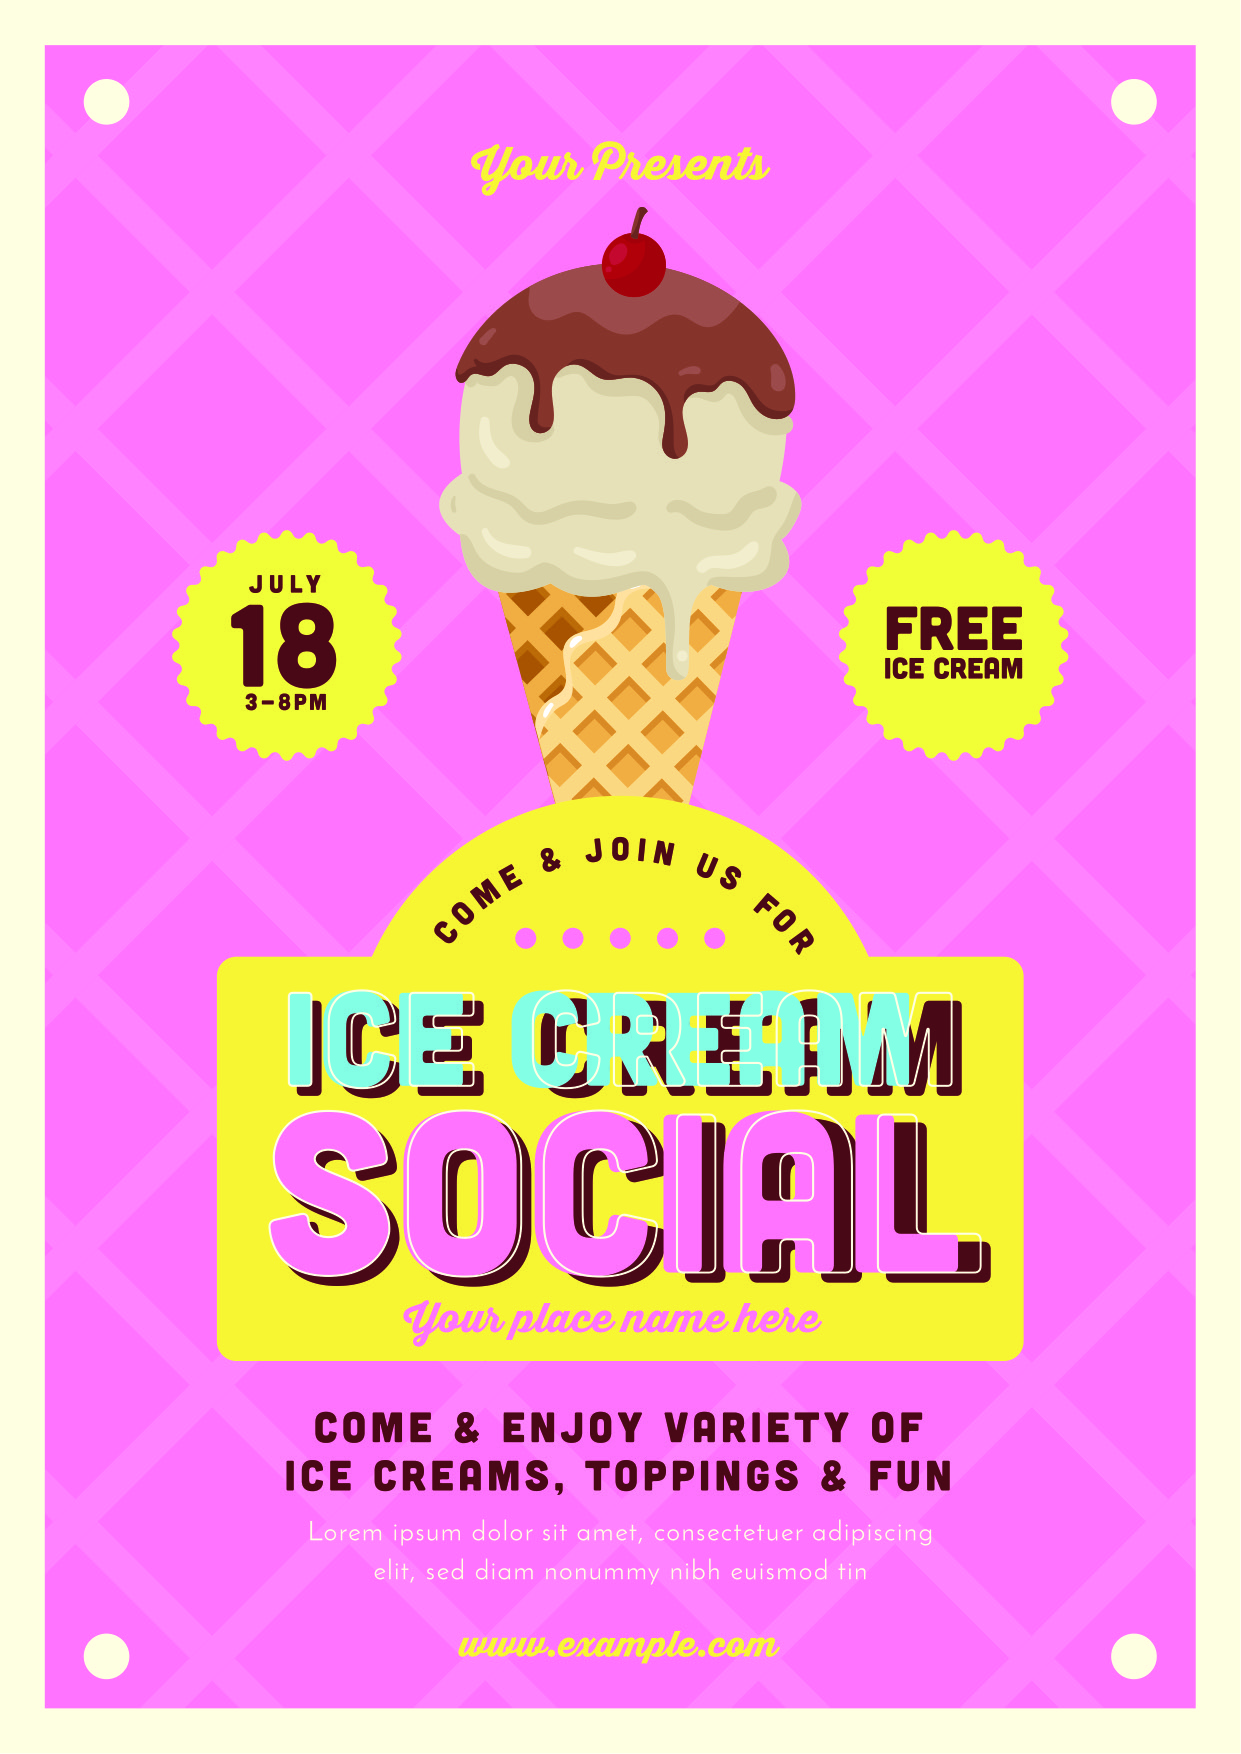 Your Presents
JULY
18
3-8PM
FREE
ICE CREAM
COME & JOIN US FOR
ICE CREAM
SOCIAL
Your place name here
COME & ENJOY VARIETY OF
ICE CREAMS, TOPPINGS & FUN
Lorem ipsum dolor sit amet, consectetuer adipiscing
elit, sed diam nonummy nibh euismod tin
www.example.com